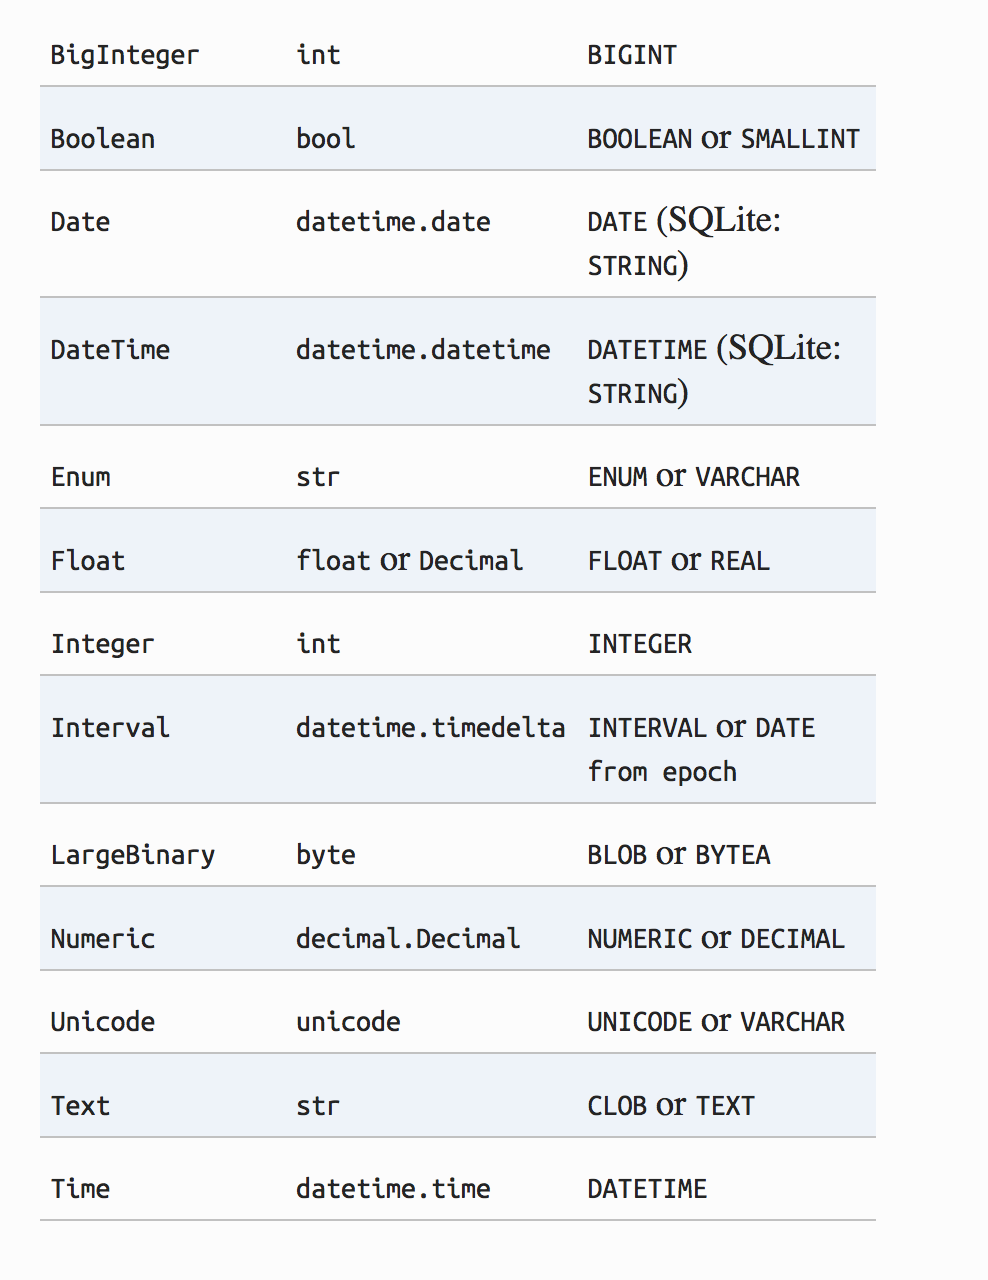 BigInteger int BIGINT
Boolean bool BOOLEAN or SMALLINT
Date datetime.date DATE (SQLite:
STRING)
DateTime datetime.datetime DATETIME (SQLite:
STRING)
Enum str ENUM or VARCHAR
Float float or Decimal FLOAT or REAL
Integer int INTEGER
Interval datetime.timedelta INTERVAL or DATE
from epoch
LargeBinary byte BLOB or BYTEA
Numeric decimal.Decimal NUMERIC or DECIMAL
Unicode unicode UNICODE or VARCHAR
Text str CLOB or TEXT
Time datetime.time DATETIME